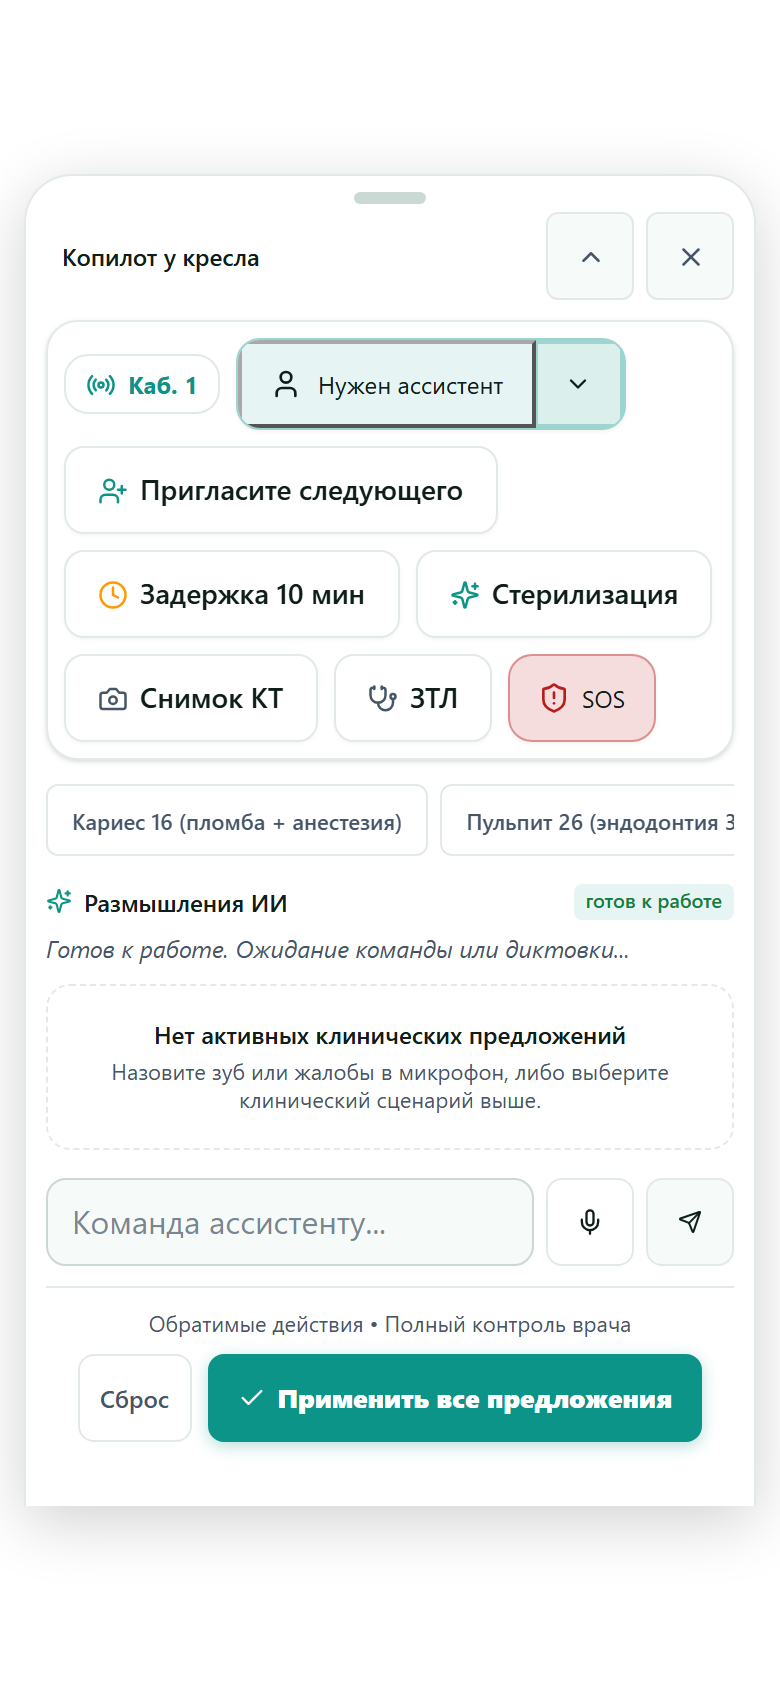 Копилот у кресла
Каб. 1
Нужен ассистент
Пригласите следующего
Задержка 10 мин
Стерилизация
Снимок КТ
ЗТЛ
SOS
Кариес 16 (пломба + анестезия)
Пульпит 26 (эндодонтия
Размышления ИИ
готов к работе
Готов к работе. Ожидание команды или диктовки...
Нет активных клинических предложений
Назовите зуб или жалобы в микрофон, либо выберите
клинический сценарий выше.
Команда ассистенту...
Обратимые действия • Полный контроль врача
Сброс
Применить все предложения